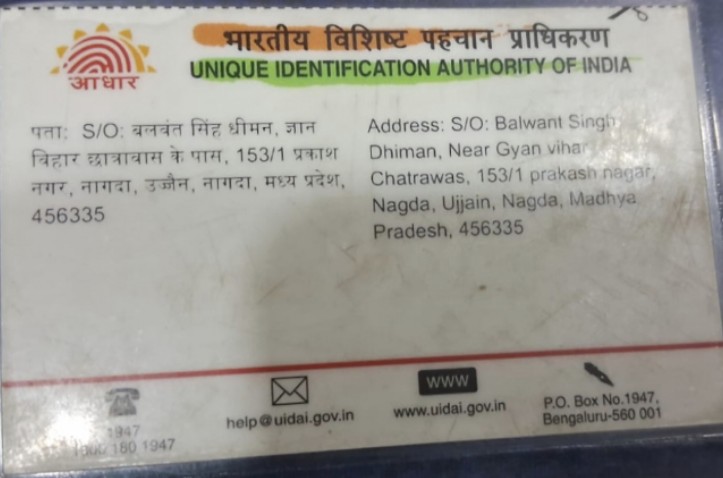 भारतीय विशिष्ट पहचान प्राधिकरण
UNIQUE IDENTIFICATION AUTHORITY OF INDIA
आधार
पता: S/O: बलवंत सिंह धीमन, ज्ञान
विहार छात्रावास के पास, 153/1 प्रकाश
नगर, नागदा, उज्जैन, नागदा, मध्य प्रदेश,
456335
Address: S/O: Balwant Singh
Dhiman, Near Gyan vihar
Chatrawas, 153/1 prakash nagar,
Nagda, Ujjain, Nagda, Madhya
Pradesh, 456335
1947
1800 180 1947
help@uidai.gov.in
WWW
www.uidai.gov.in
P.O. Box No.1947,
Bengaluru-560 001